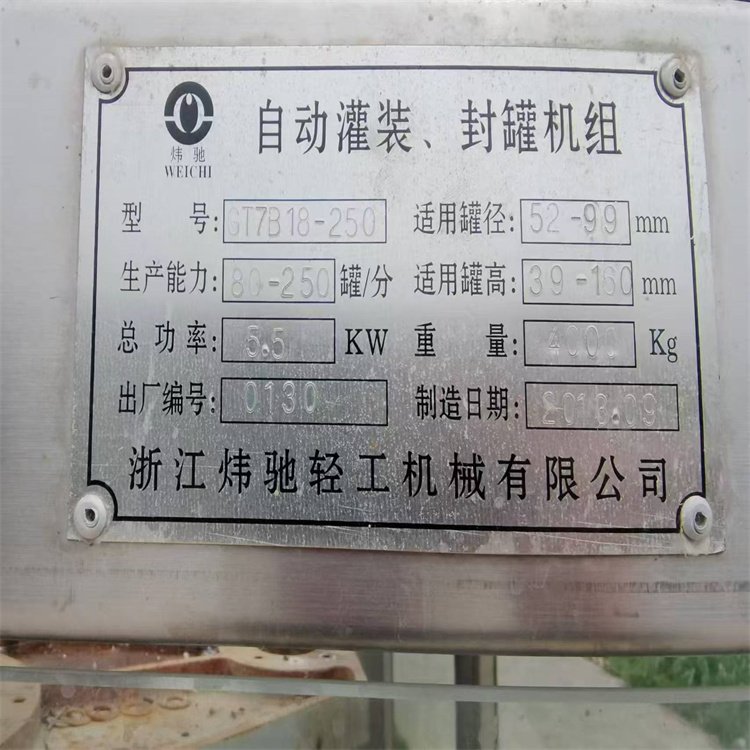 炜驰
WEICHI
自动灌装、封罐机组
型 号: GT7B18-250 适用罐径: 52-99 mm
生产能力: 80-250 罐/分 适用罐高: 39-160 mm
总功率: 5.5 KW 重 量: 4000 Kg
出厂编号: 0130 制造日期: 2013.09
浙江炜驰轻工机械有限公司